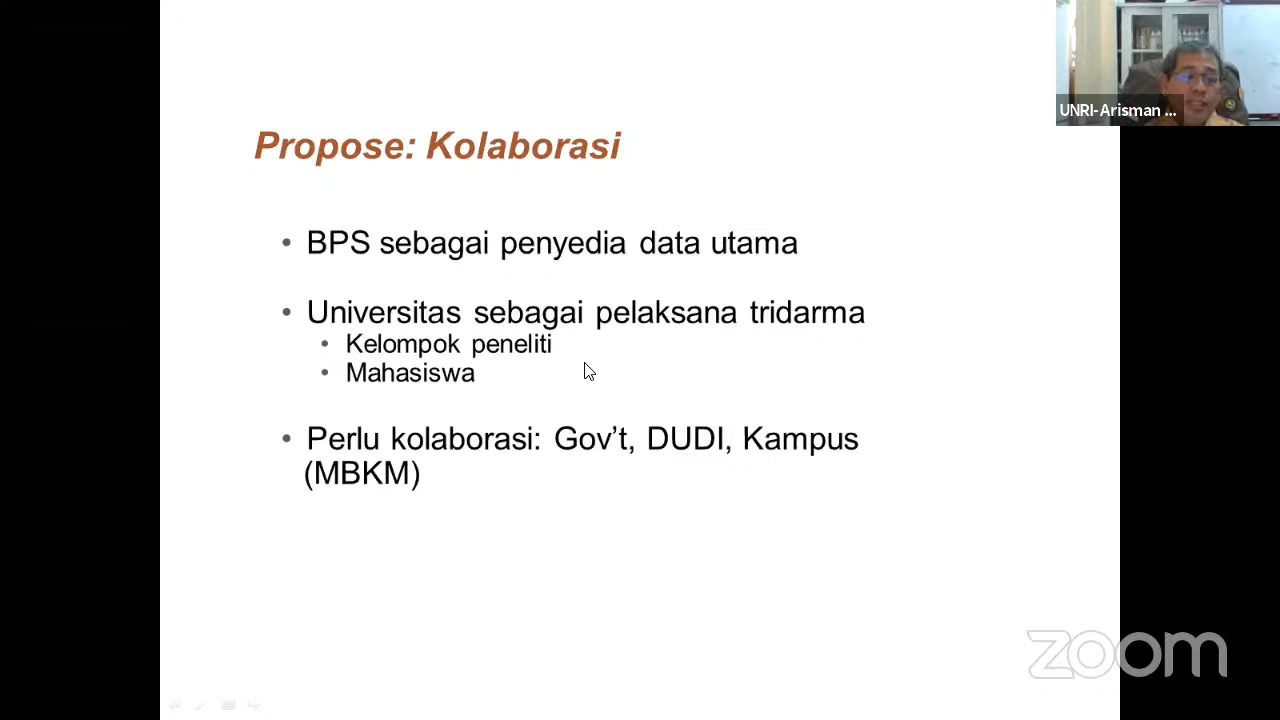 UNRI-Arisman ...
Propose: Kolaborasi
• BPS sebagai penyedia data utama
• Universitas sebagai pelaksana tridarma
• Kelompok peneliti
• Mahasiswa
• Perlu kolaborasi: Gov't, DUDI, Kampus
(MBKM)
zoom